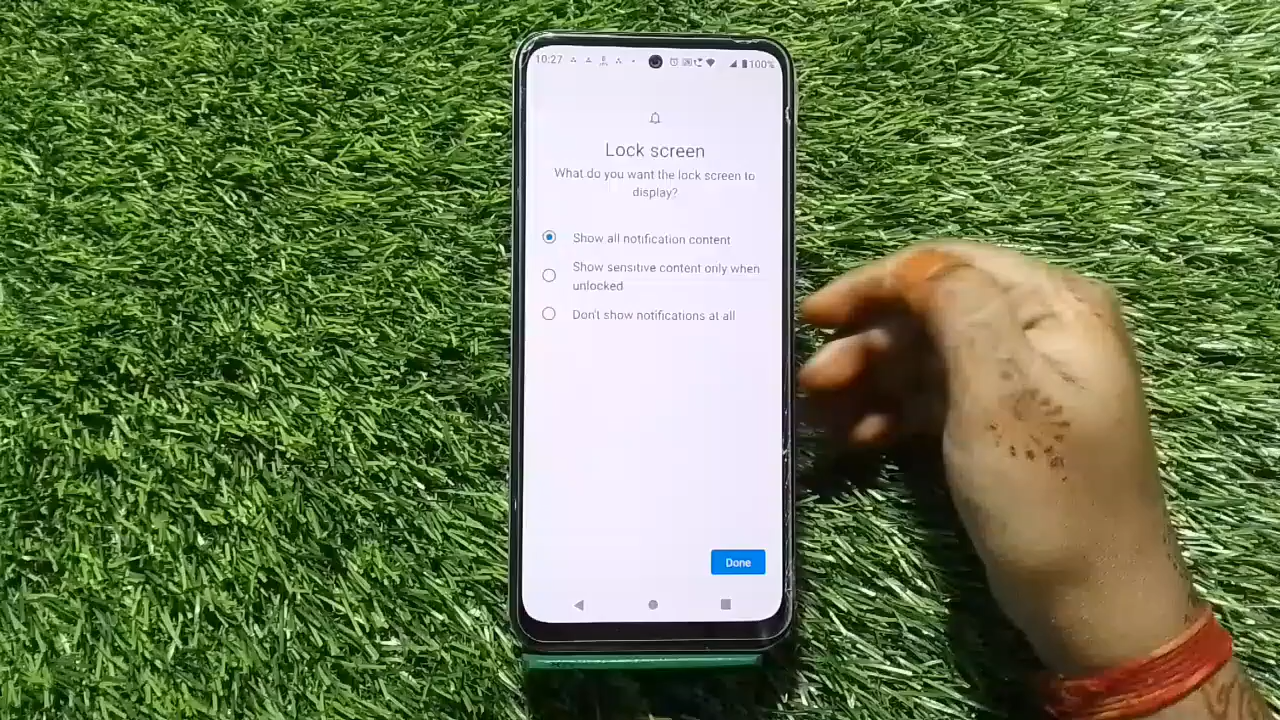 10:27
100%
Lock screen
What do you want the lock screen to
display?
Show all notification content
Show sensitive content only when
unlocked
Don't show notifications at all
Done